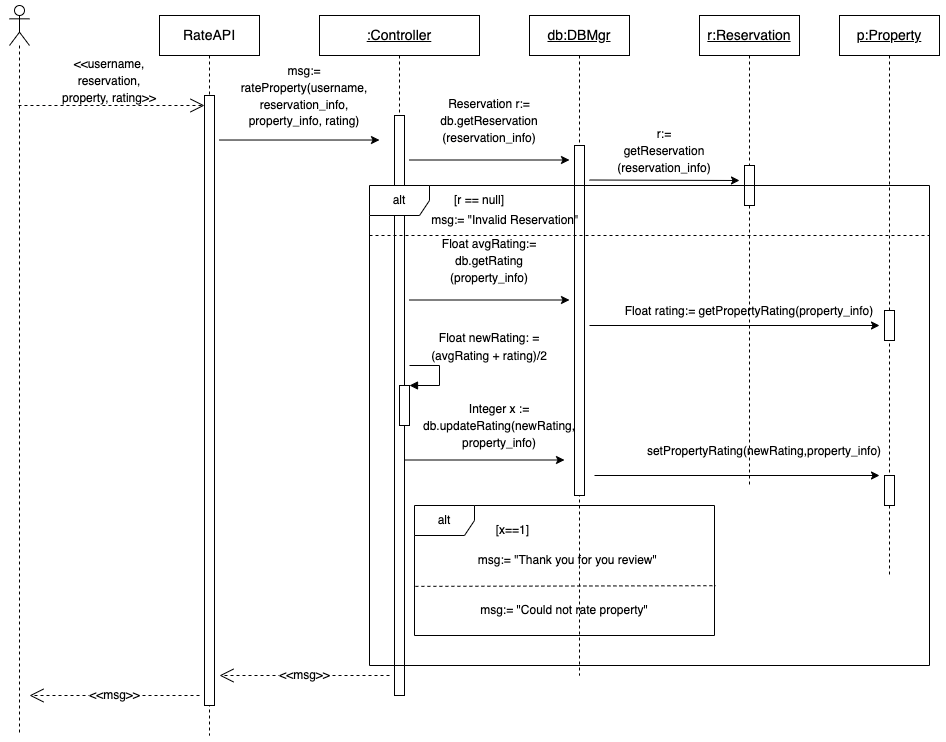 RateAPI
:Controller
db:DBMgr
r:Reservation
p:Property
<<username,
reservation,
property, rating>>
msg:=
rateProperty(username,
reservation_info,
property_info, rating)
Reservation r:=
db.getReservation
(reservation_info)
r:=
getReservation
(reservation_info)
alt
[r == null]
msg:= "Invalid Reservation"
Float avgRating:=
db.getRating
(property_info)
Float rating:= getPropertyRating(property_info)
Float newRating: =
(avgRating + rating)/2
Integer x :=
db.updateRating(newRating,
property_info)
setPropertyRating(newRating,property_info)
alt
[x==1]
msg:= "Thank you for you review"
msg:= "Could not rate property"
<<msg>>
<<msg>>